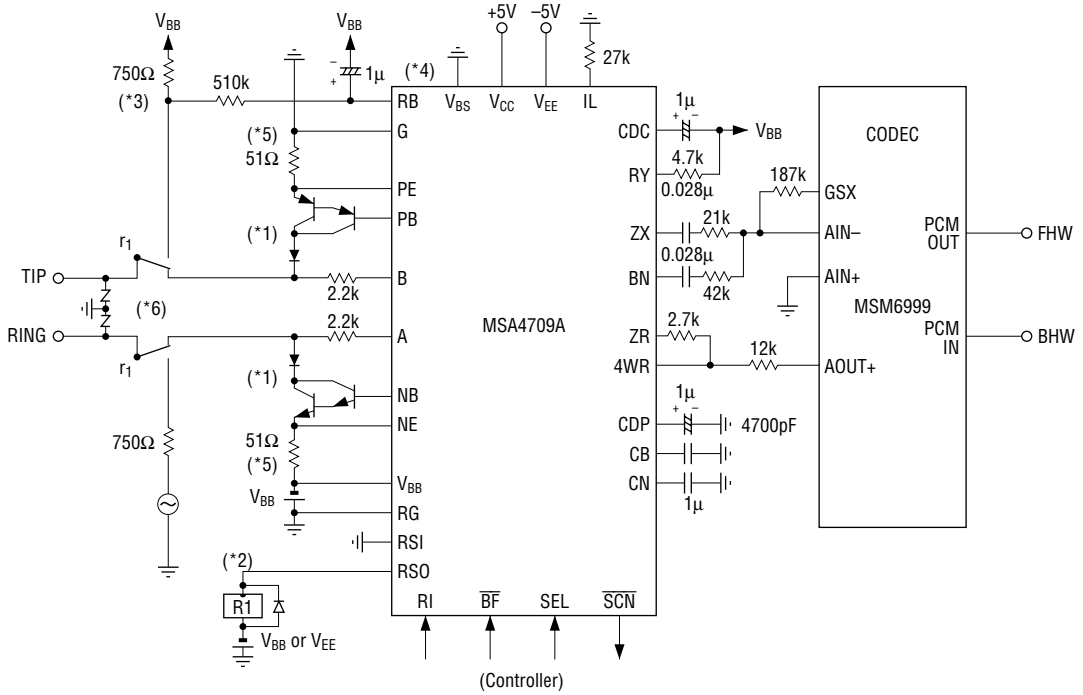 +5V
–5V
VBB
VBB
750Ω
(*3)
510k
–
+
1μ
(*4)
27k
RB
VBS
VCC
VEE
IL
G
(*5)
51Ω
PE
PB
(*1)
r1
TIP
B
2.2k
(*6)
2.2k
A
RING
r1
(*1)
NB
NE
750Ω
51Ω
(*5)
VBB
VBB
RG
RSI
(*2)
RSO
R1
VBB or VEE
MSA4709A
RI
BF
SEL
SCN
(Controller)
CDC
1μ
+ –
VBB
RY
4.7k
0.028μ
ZX
21k
0.028μ
BN
42k
187k
ZR
2.7k
4WR
12k
1μ
+ –
CDP
4700pF
CB
CN
1μ
CODEC
GSX
AIN–
AIN+
MSM6999
AOUT+
PCM
OUT
FHW
PCM
IN
BHW